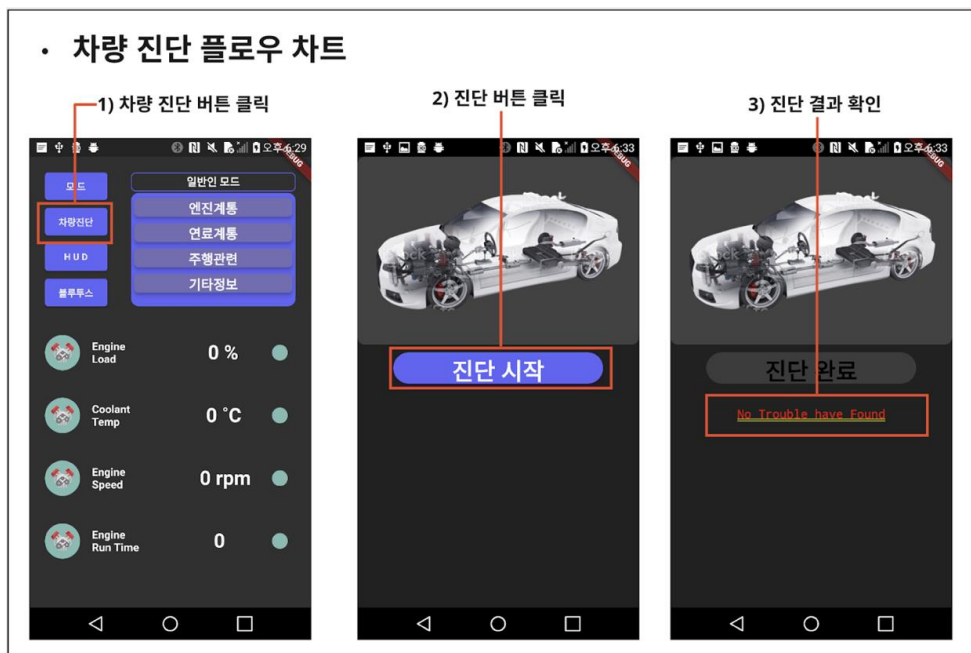 • 차량 진단 플로우 차트
1) 차량 진단 버튼 클릭
2) 진단 버튼 클릭
3) 진단 결과 확인
오후 6:29
모드
일반인 모드
차량진단
엔진계통
연료계통
HUD
주행관련
기타정보
블루투스
Engine
Load
0 %
Coolant
Temp
0 °C
Engine
Speed
0 rpm
Engine
Run Time
0
오후 6:33
진단 시작
오후 6:33
진단 완료
No Trouble have Found